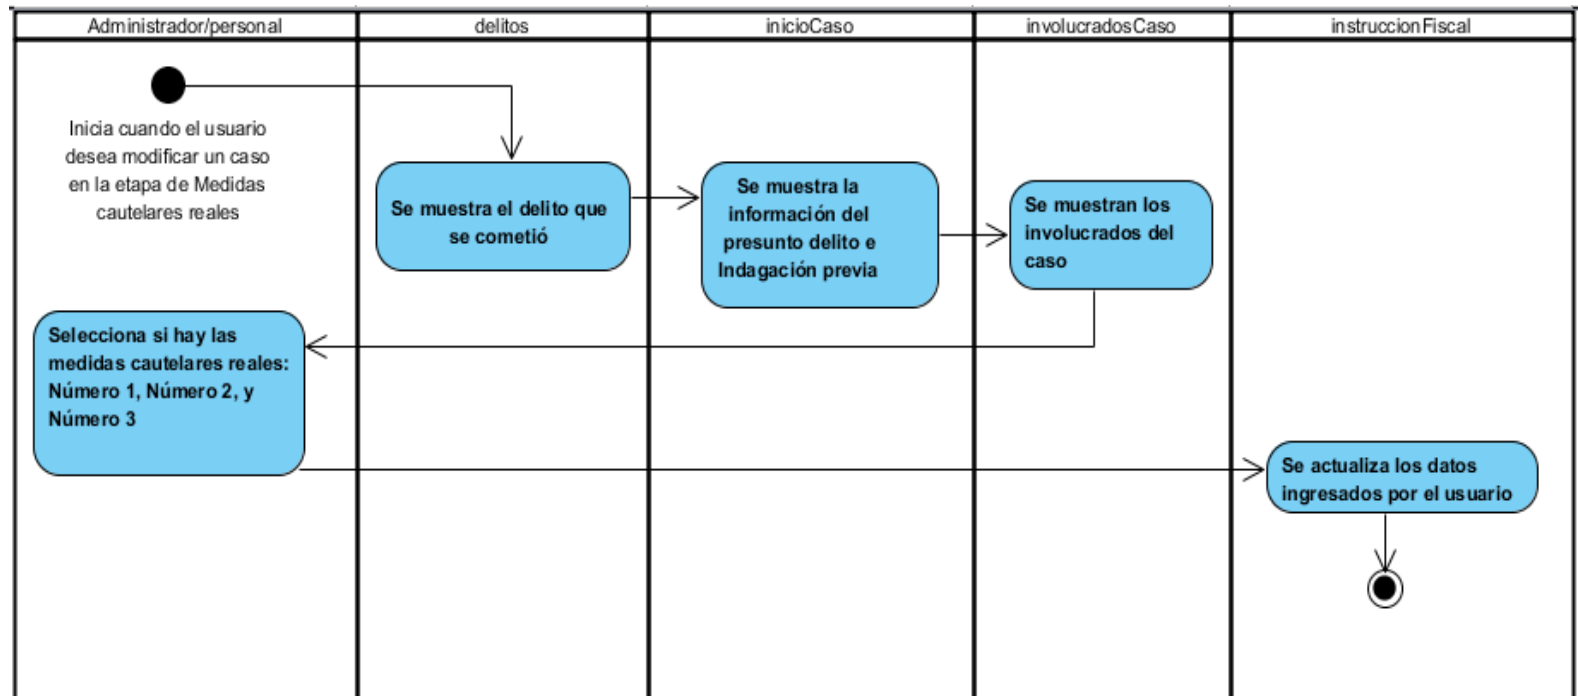 Administrador/personal
delitos
inicioCaso
involucradosCaso
instruccionFiscal
Inicia cuando el usuario
desea modificar un caso
en la etapa de Medidas
cautelares reales
Se muestra el delito que
se cometió
Se muestra la
información del
presunto delito e
Indagación previa
Se muestran los
involucrados del
caso
Selecciona si hay las
medidas cautelares reales:
Número 1, Número 2, y
Número 3
Se actualiza los datos
ingresados por el usuario